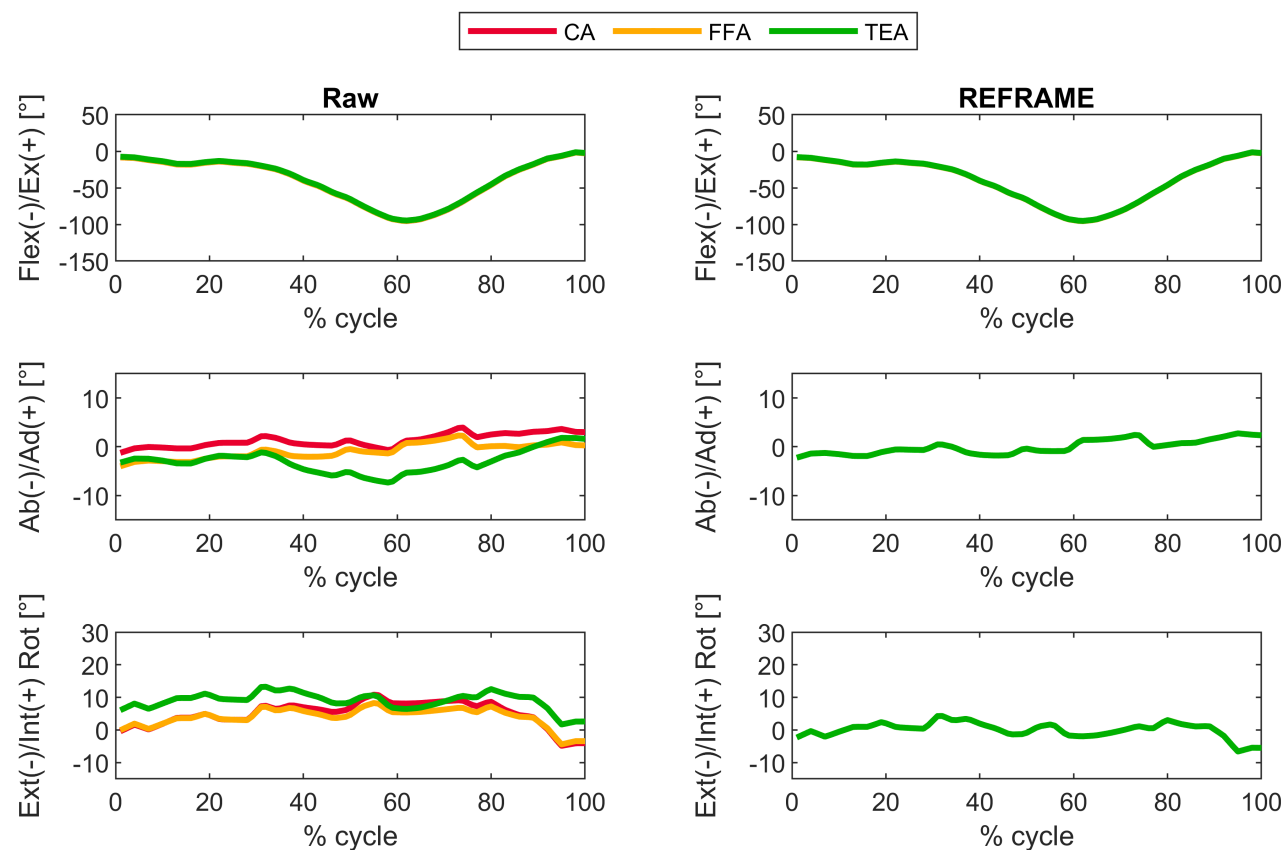 CA FFA TEA
Raw
REFRAME
Flex(-)/Ex(+) [°]
50
0
-50
-100
-150
0 20 40 60 80 100
% cycle
Flex(-)/Ex(+) [°]
50
0
-50
-100
-150
0 20 40 60 80 100
% cycle
Ab(-)/Ad(+) [°]
10
0
-10
0 20 40 60 80 100
% cycle
Ab(-)/Ad(+) [°]
10
0
-10
0 20 40 60 80 100
% cycle
Ext(-)/Int(+) Rot [°]
30
20
10
0
-10
0 20 40 60 80 100
% cycle
Ext(-)/Int(+) Rot [°]
30
20
10
0
-10
0 20 40 60 80 100
% cycle